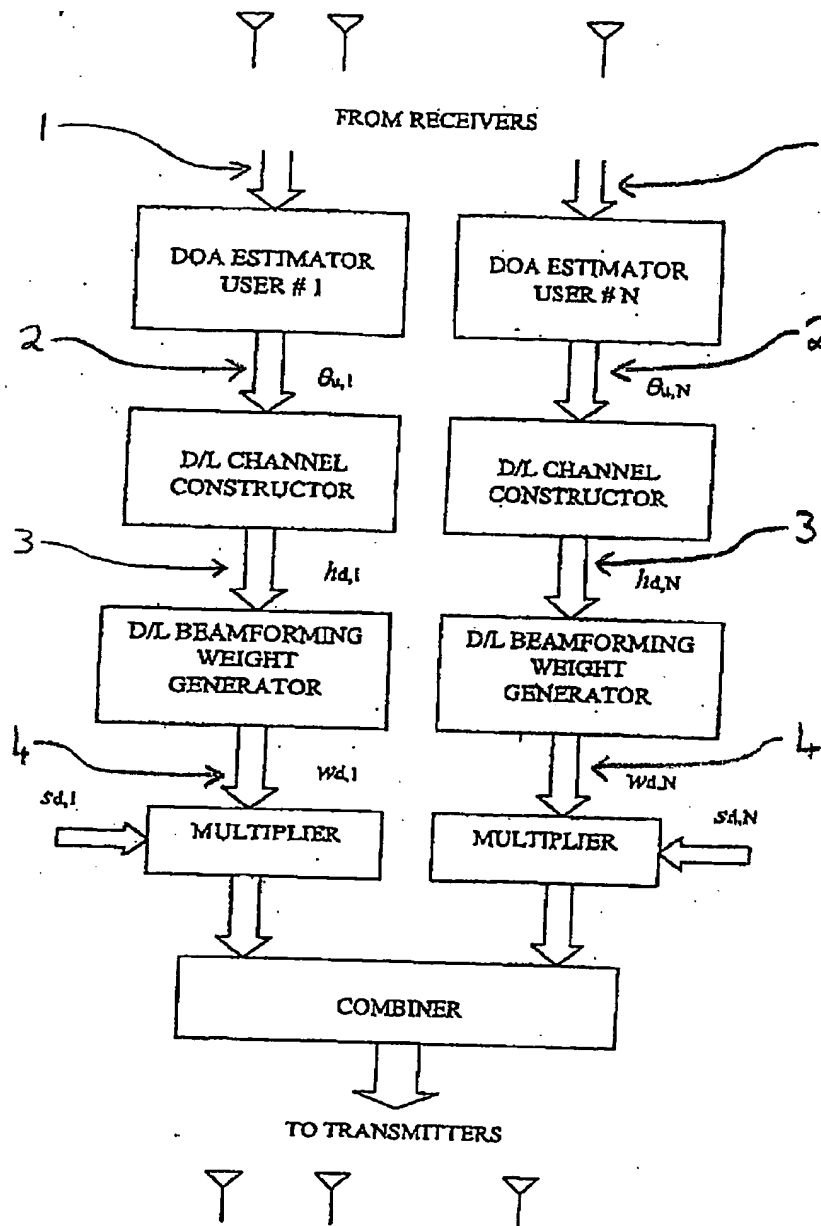 FROM RECEIVERS
1
DOA ESTIMATOR
USER # 1
DOA ESTIMATOR
USER # N
2
θu,1
θu,N
2
D/L CHANNEL
CONSTRUCTOR
D/L CHANNEL
CONSTRUCTOR
3
hd,1
hd,N
3
D/L BEAMFORMING
WEIGHT
GENERATOR
D/L BEAMFORMING
WEIGHT
GENERATOR
4
wd,1
wd,N
4
sd,1
MULTIPLIER
MULTIPLIER
sd,N
COMBINER
TO TRANSMITTERS